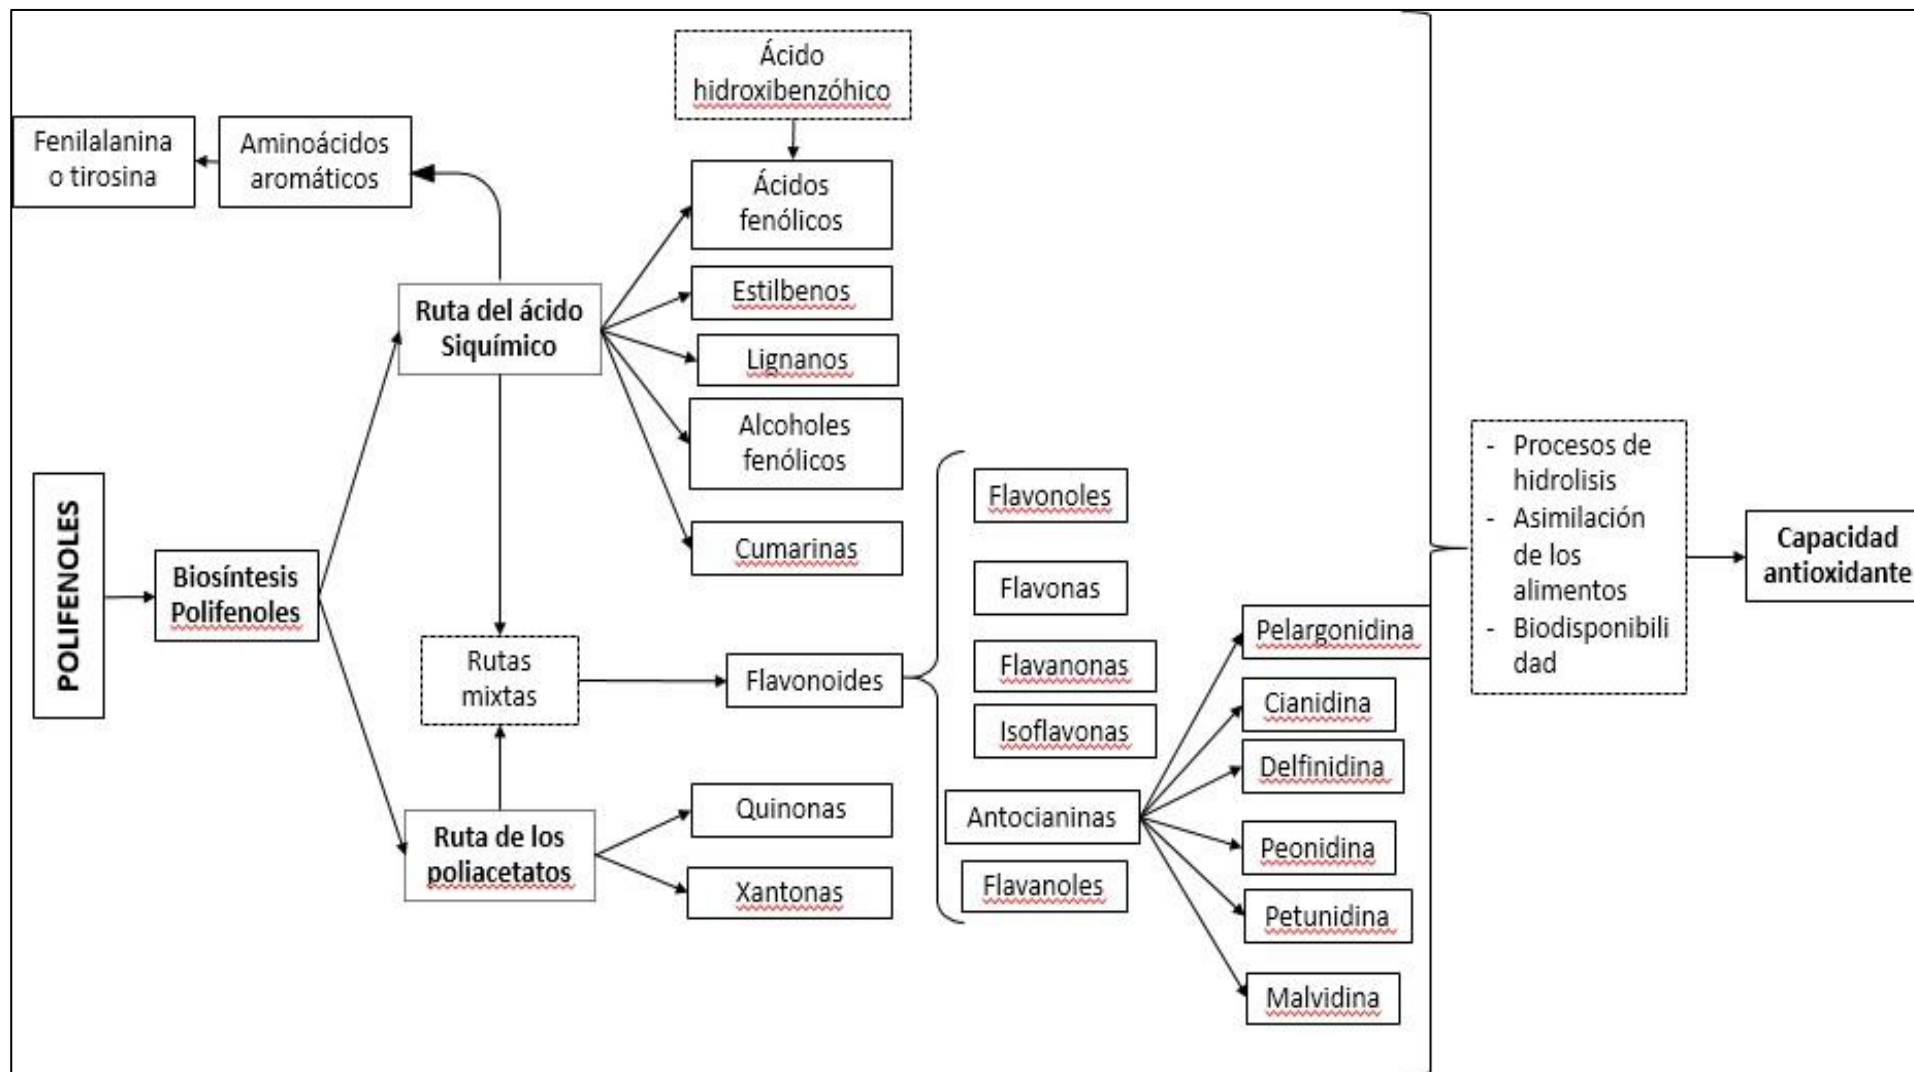 POLIFENOLES
Biosíntesis
Polifenoles
Fenilalanina
o tirosina
Aminoácidos
aromáticos
Ruta del ácido
Siquímico
Ácido
hidroxibenzóhico
Ácidos
fenólicos
Estilbenos
Lignanos
Alcoholes
fenólicos
Cumarinas
Rutas
mixtas
Flavonoides
Ruta de los
poliacetatos
Quinonas
Xantonas
Flavonoles
Flavonas
Flavanonas
Isoflavonas
Antocianinas
Flavanoles
Pelargonidina
Cianidina
Delfinidina
Peonidina
Petunidina
Malvidina
- Procesos de
hidrolisis
- Asimilación
de los
alimentos
- Biodisponibili
dad
Capacidad
antioxidante